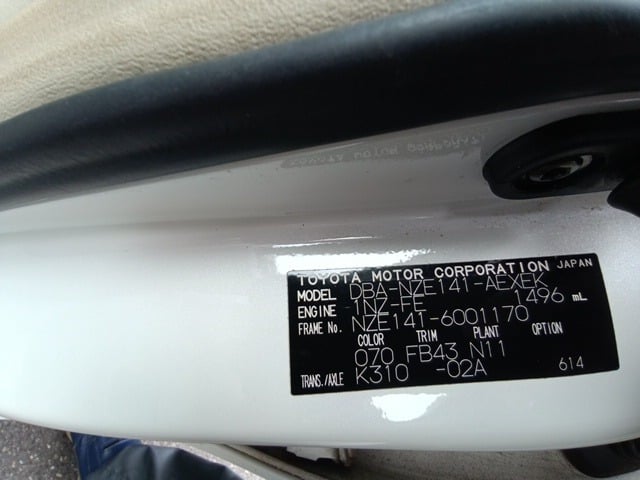 TOYOTA MOTOR CORPORATION JAPAN
MODEL DBA-NZE141-AEXEK
ENGINE 1NZ-FE 1496 mL
FRAME No. NZE141-6001170
COLOR TRIM PLANT OPTION
070 FB43 N11
TRANS./AXLE K310 -02A 614